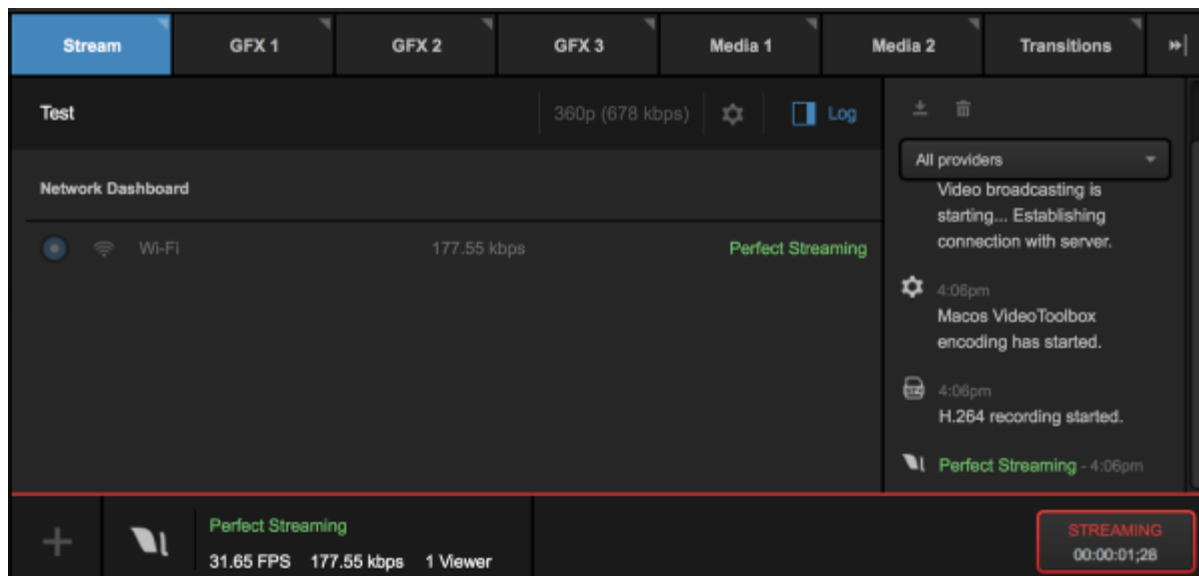 Stream GFX 1 GFX 2 GFX 3 Media 1 Media 2 Transitions
Test 360p (678 kbps) Log
Network Dashboard
Wi-Fi 177.55 kbps Perfect Streaming
All providers
Video broadcasting is
starting... Establishing
connection with server.
4:06pm
Macos VideoToolbox
encoding has started.
4:06pm
H.264 recording started.
Perfect Streaming - 4:06pm
Perfect Streaming
31.65 FPS 177.55 kbps 1 Viewer
STREAMING
00:00:01;28